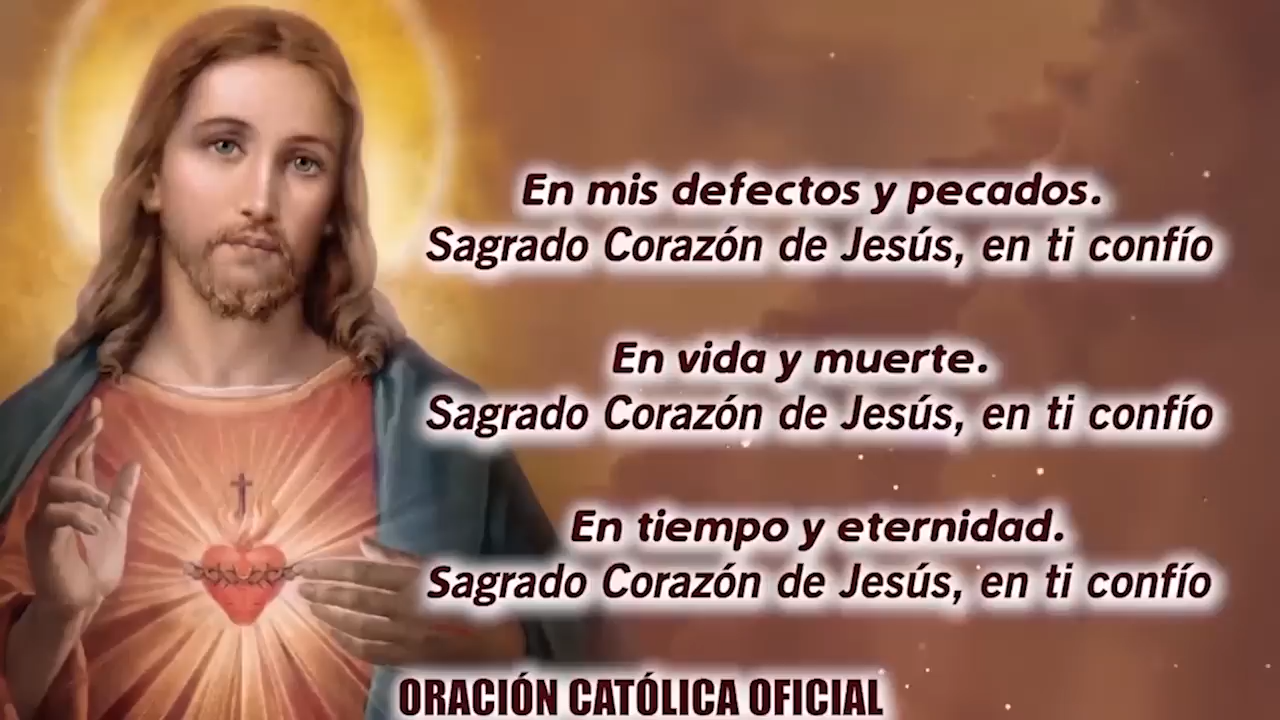 En mis defectos y pecados.
Sagrado Corazón de Jesús, en ti confío
En vida y muerte.
Sagrado Corazón de Jesús, en ti confío
En tiempo y eternidad.
Sagrado Corazón de Jesús, en ti confío
ORACIÓN CATÓLICA OFICIAL